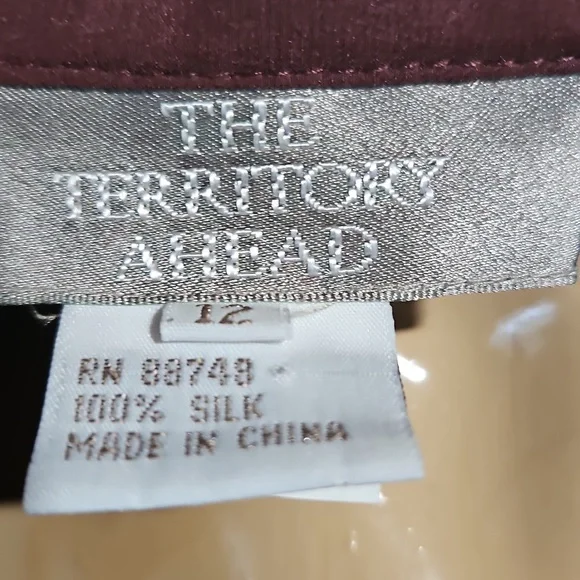 THE
TERRITORY
AHEAD
12
RN 88748
100% SILK
MADE IN CHINA